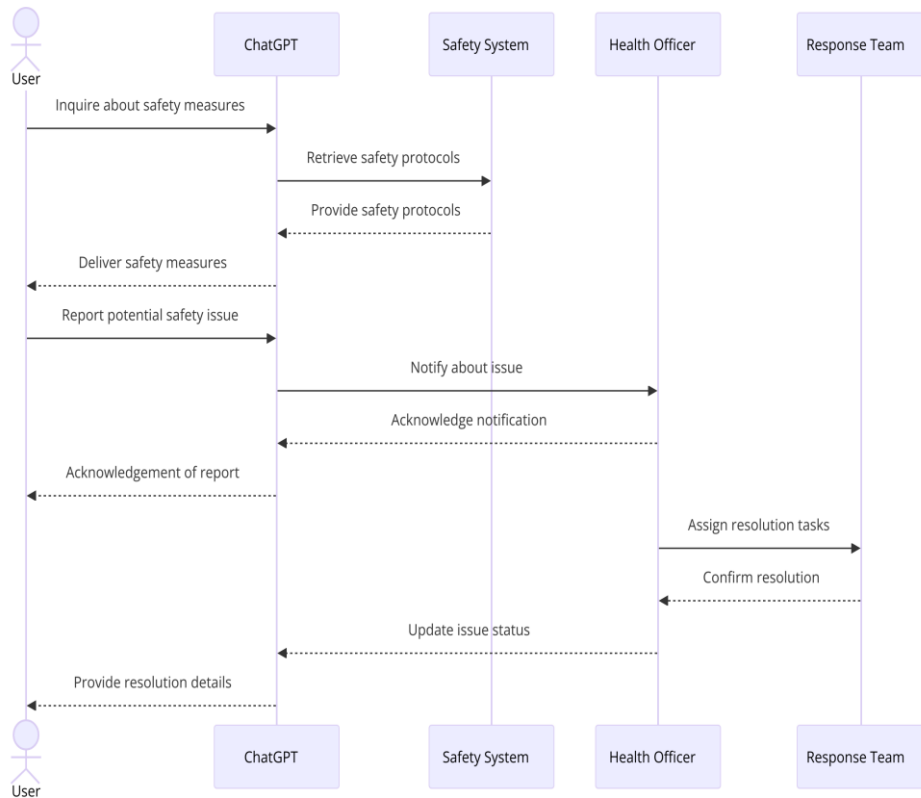 ChatGPT
Safety System
Health Officer
Response Team
User
Inquire about safety measures
Retrieve safety protocols
Provide safety protocols
Deliver safety measures
Report potential safety issue
Notify about issue
Acknowledge notification
Acknowledgement of report
Assign resolution tasks
Confirm resolution
Update issue status
Provide resolution details
ChatGPT
Safety System
Health Officer
Response Team
User